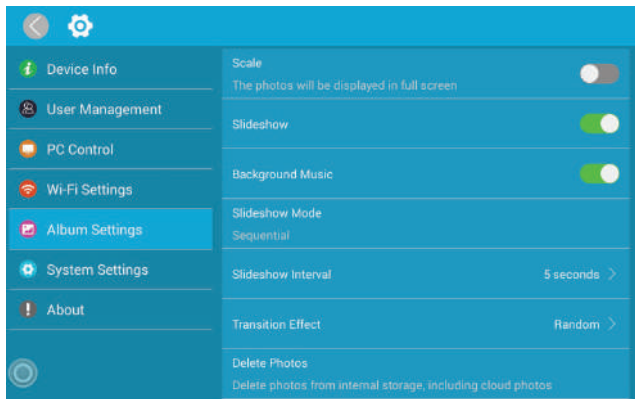 Device Info
User Management
PC Control
Wi-Fi Settings
Album Settings
System Settings
About
Scale
The photos will be displayed in full screen
Slideshow
Background Music
Slideshow Mode
Sequential
Slideshow Interval 5 seconds
Transition Effect Random
Delete Photos
Delete photos from internal storage, including cloud photos